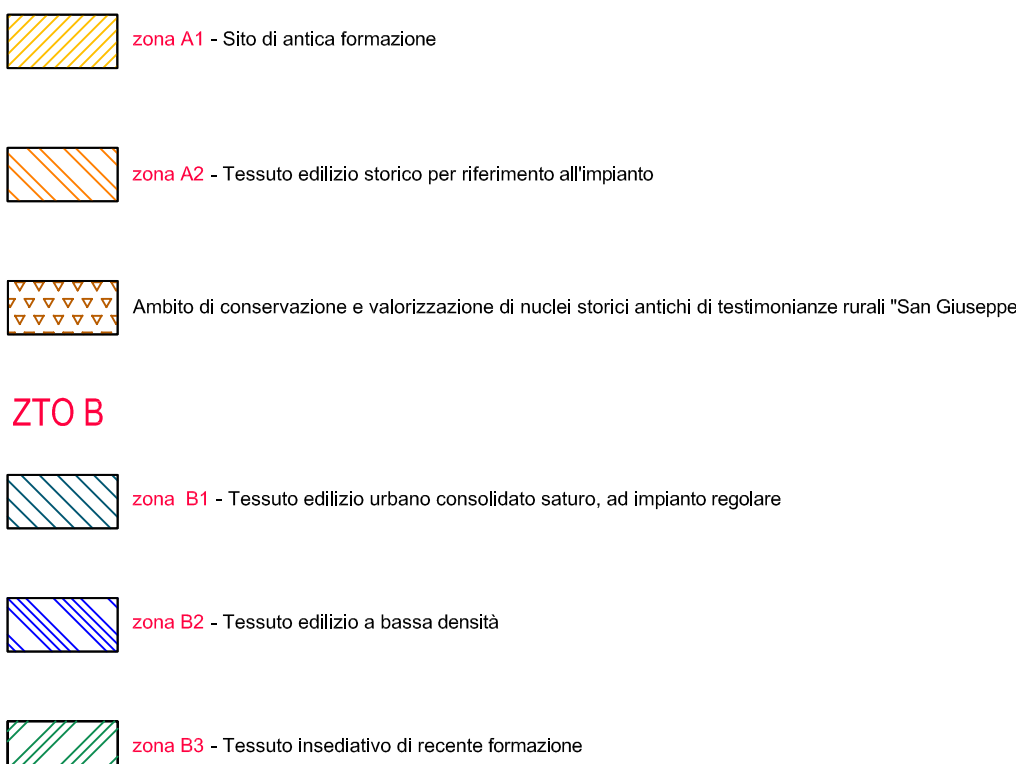 zona A1 - Sito di antica formazione
zona A2 - Tessuto edilizio storico per riferimento all'impianto
Ambito di conservazione e valorizzazione di nuclei storici antichi di testimonianze rurali "San Giuseppe
ZTO B
zona B1 - Tessuto edilizio urbano consolidato saturo, ad impianto regolare
zona B2 - Tessuto edilizio a bassa densità
zona B3 - Tessuto insediativo di recente formazione